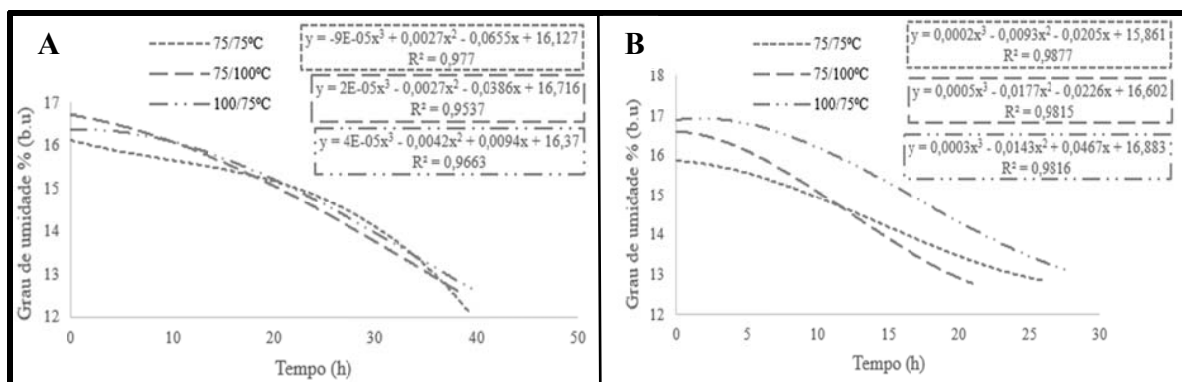 A
75/75ºC
75/100ºC
100/75ºC
y = -9E-05x³ + 0,0027x² - 0,0655x + 16,127
R² = 0,977
y = 2E-05x³ - 0,0027x² - 0,0386x + 16,716
R² = 0,9537
y = 4E-05x³ - 0,0042x² + 0,0094x + 16,37
R² = 0,9663
Grau de umidade % (b.u)
17
16
15
14
13
12
0 10 20 30 40 50
Tempo (h)
B
75/75ºC
75/100ºC
100/75ºC
y = 0,0002x³ - 0,0093x² - 0,0205x + 15,861
R² = 0,9877
y = 0,0005x³ - 0,0177x² - 0,0226x + 16,602
R² = 0,9815
y = 0,0003x³ - 0,0143x² + 0,0467x + 16,883
R² = 0,9816
Grau de umidade % (b.u)
18
17
16
15
14
13
12
0 5 10 15 20 25 30
Tempo (h)